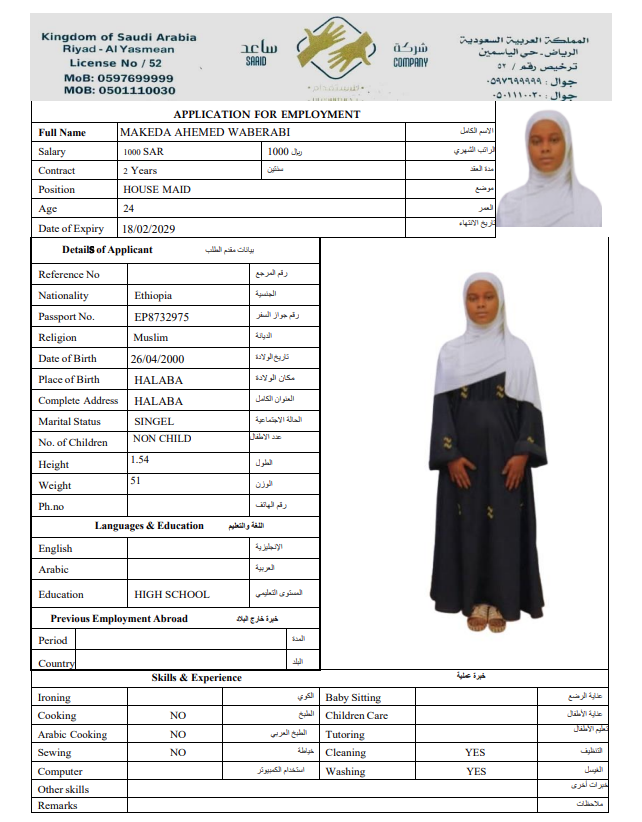 Kingdom of Saudi Arabia
Riyad - Al Yasmean
License No / 52
MoB: 0597699999
MOB: 0501110030
ساعد
SAAID
شركة
COMPANY
للاستقدام
المملكة العربية السعودية
الرياض - حي الياسمين
ترخيص رقم / ٥٢
جوال : ٠٥٩٧٦٩٩٩٩٩
جوال : ٠٥٠١١١٠٠٣٠
APPLICATION FOR EMPLOYMENT
Full Name MAKEDA AHEMED WABERABI الاسم الكامل
Salary 1000 SAR 1000 ريال الراتب الشهري
Contract 2 Years سنتين مدة العقد
Position HOUSE MAID موضع
Age 24 العمر
Date of Expiry 18/02/2029 تاريخ الانتهاء
Details of Applicant بيانات مقدم الطلب
Reference No رقم المرجع
Nationality Ethiopia الجنسية
Passport No. EP8732975 رقم جواز السفر
Religion Muslim الديانة
Date of Birth 26/04/2000 تاريخ الولادة
Place of Birth HALABA مكان الولادة
Complete Address HALABA العنوان الكامل
Marital Status SINGEL الحالة الاجتماعية
No. of Children NON CHILD عدد الاطفال
Height 1.54 الطول
Weight 51 الوزن
Ph.no رقم الهاتف
Languages & Education اللغة والتعليم
English الإنجليزية
Arabic العربية
Education HIGH SCHOOL المستوى التعليمي
Previous Employment Abroad خبرة خارج البلاد
Period المدة
Country البلد
Skills & Experience خبرة عملية
Ironing الكوي Baby Sitting عناية الرضع
Cooking NO الطبخ Children Care عناية الأطفال
Arabic Cooking NO الطبخ العربي Tutoring تعليم الأطفال
Sewing NO خياطة Cleaning YES التنظيف
Computer استخدام الكمبيوتر Washing YES الغيسل
Other skills خبرات أخرى
Remarks ملاحظات